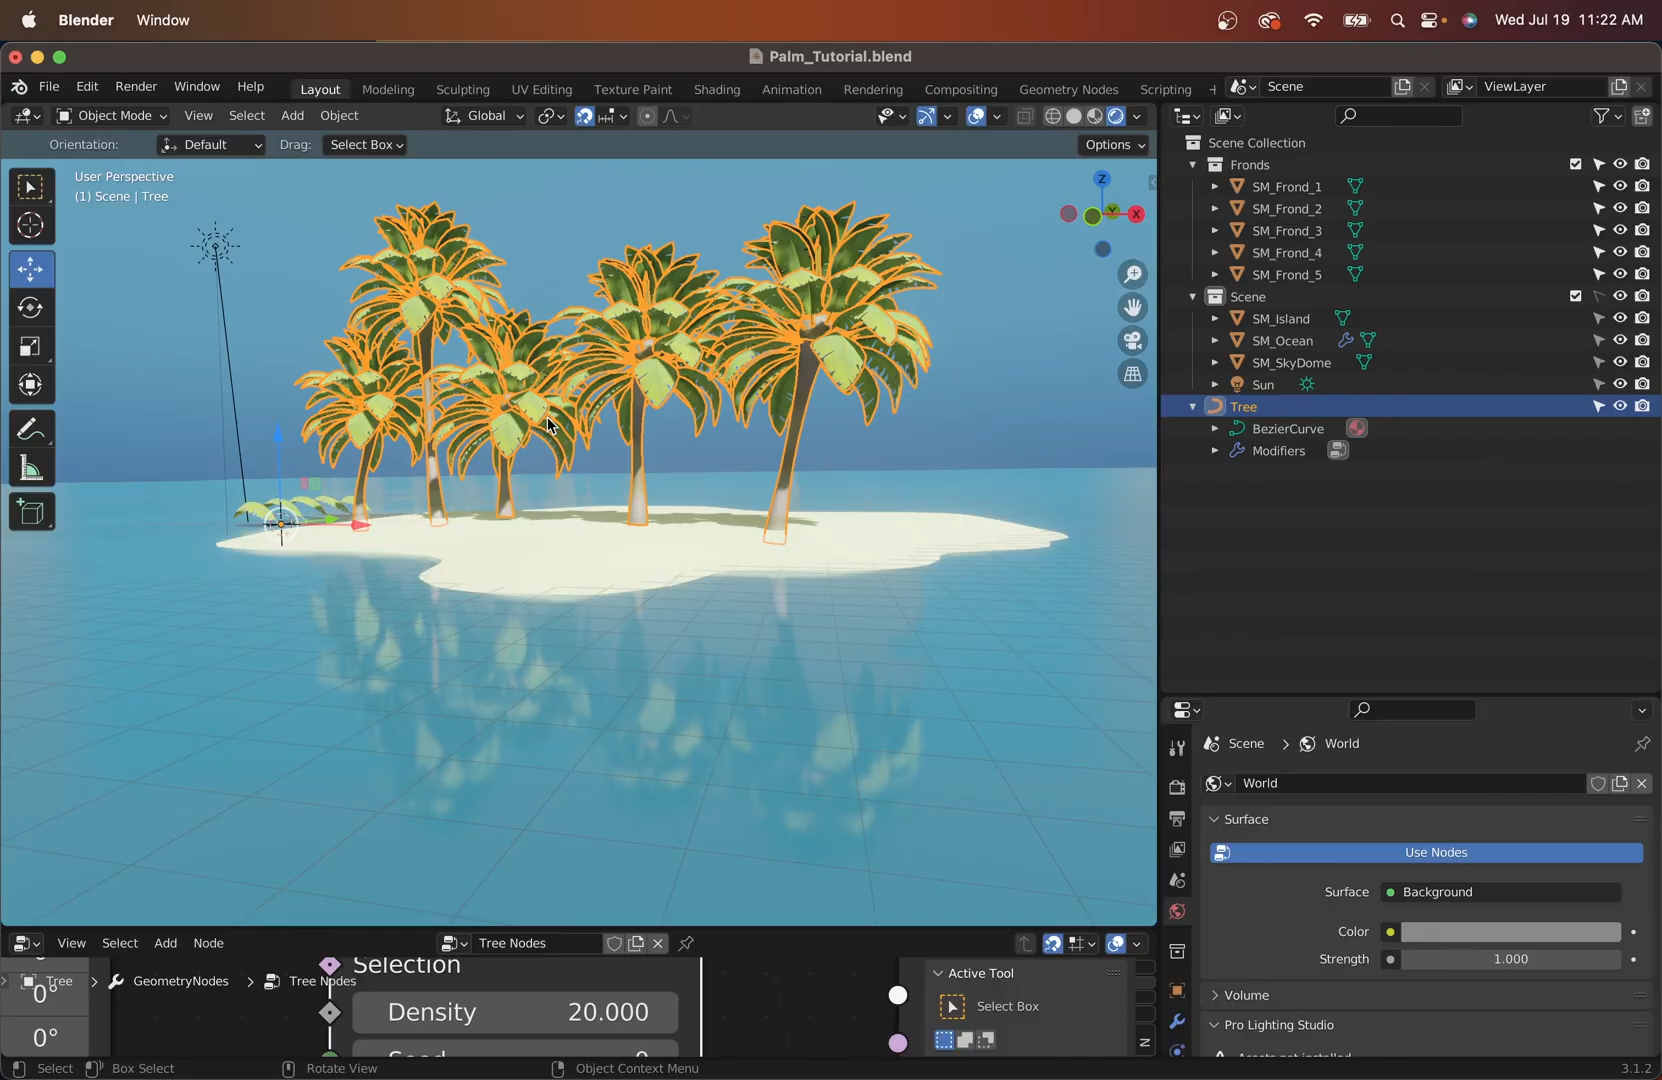 Blender Window Wed Jul 19 11:22 AM
Palm_Tutorial.blend
File Edit Render Window Help Layout Modeling Sculpting UV Editing Texture Paint Shading Animation Rendering Compositing Geometry Nodes Scripting + Scene ViewLayer
Object Mode View Select Add Object Global
Orientation: Default Drag: Select Box Options
User Perspective
(1) Scene | Tree
Z
Y
X
Scene Collection
Fronds
SM_Frond_1
SM_Frond_2
SM_Frond_3
SM_Frond_4
SM_Frond_5
Scene
SM_Island
SM_Ocean
SM_SkyDome
Sun
Tree
BezierCurve
Modifiers
Scene > World
World
Surface
Use Nodes
Surface Background
Color
Strength 1.000
Volume
Pro Lighting Studio
View Select Add Node Tree Nodes
Selection
Tree > GeometryNodes > Tree Nodes
0°
Density 20.000
0°
Active Tool
Select Box
N
Select Box Select Rotate View Object Context Menu 3.1.2